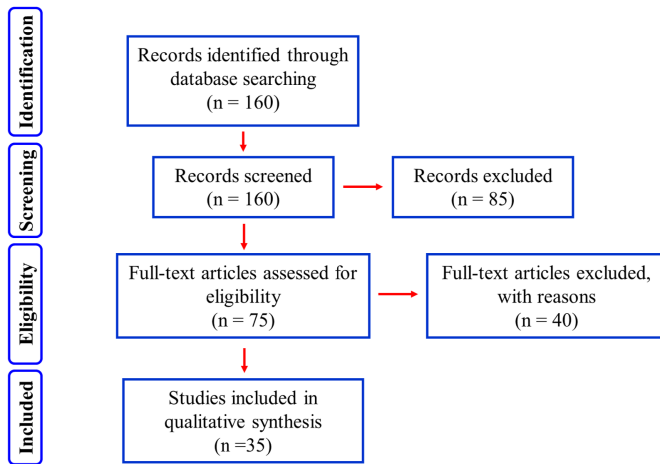 Identification
Records identified through
database searching
(n = 160)
Screening
Records screened
(n = 160)
Records excluded
(n = 85)
Eligibility
Full-text articles assessed for
eligibility
(n = 75)
Full-text articles excluded,
with reasons
(n = 40)
Included
Studies included in
qualitative synthesis
(n =35)